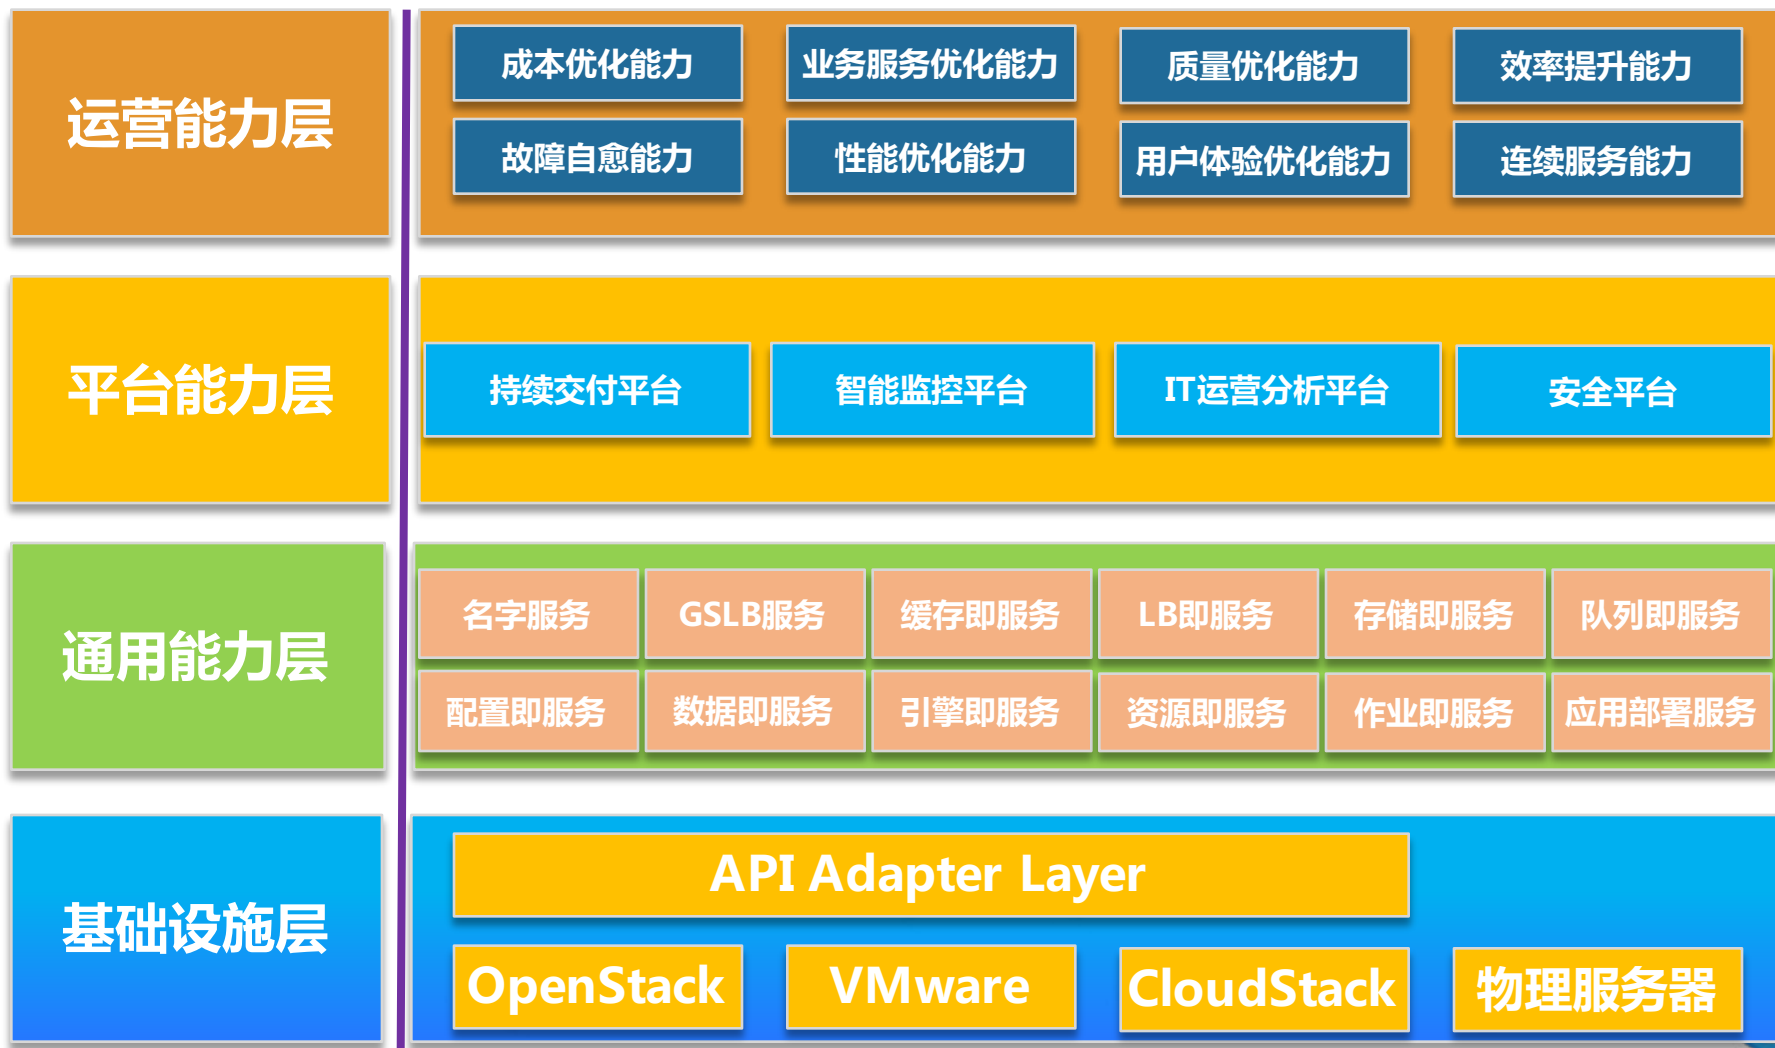 运营能力层
成本优化能力
业务服务优化能力
质量优化能力
效率提升能力
故障自愈能力
性能优化能力
用户体验优化能力
连续服务能力
平台能力层
持续交付平台
智能监控平台
IT运营分析平台
安全平台
通用能力层
名字服务
GSLB服务
缓存即服务
LB即服务
存储即服务
队列即服务
配置即服务
数据即服务
引擎即服务
资源即服务
作业即服务
应用部署服务
基础设施层
API Adapter Layer
OpenStack
VMware
CloudStack
物理服务器